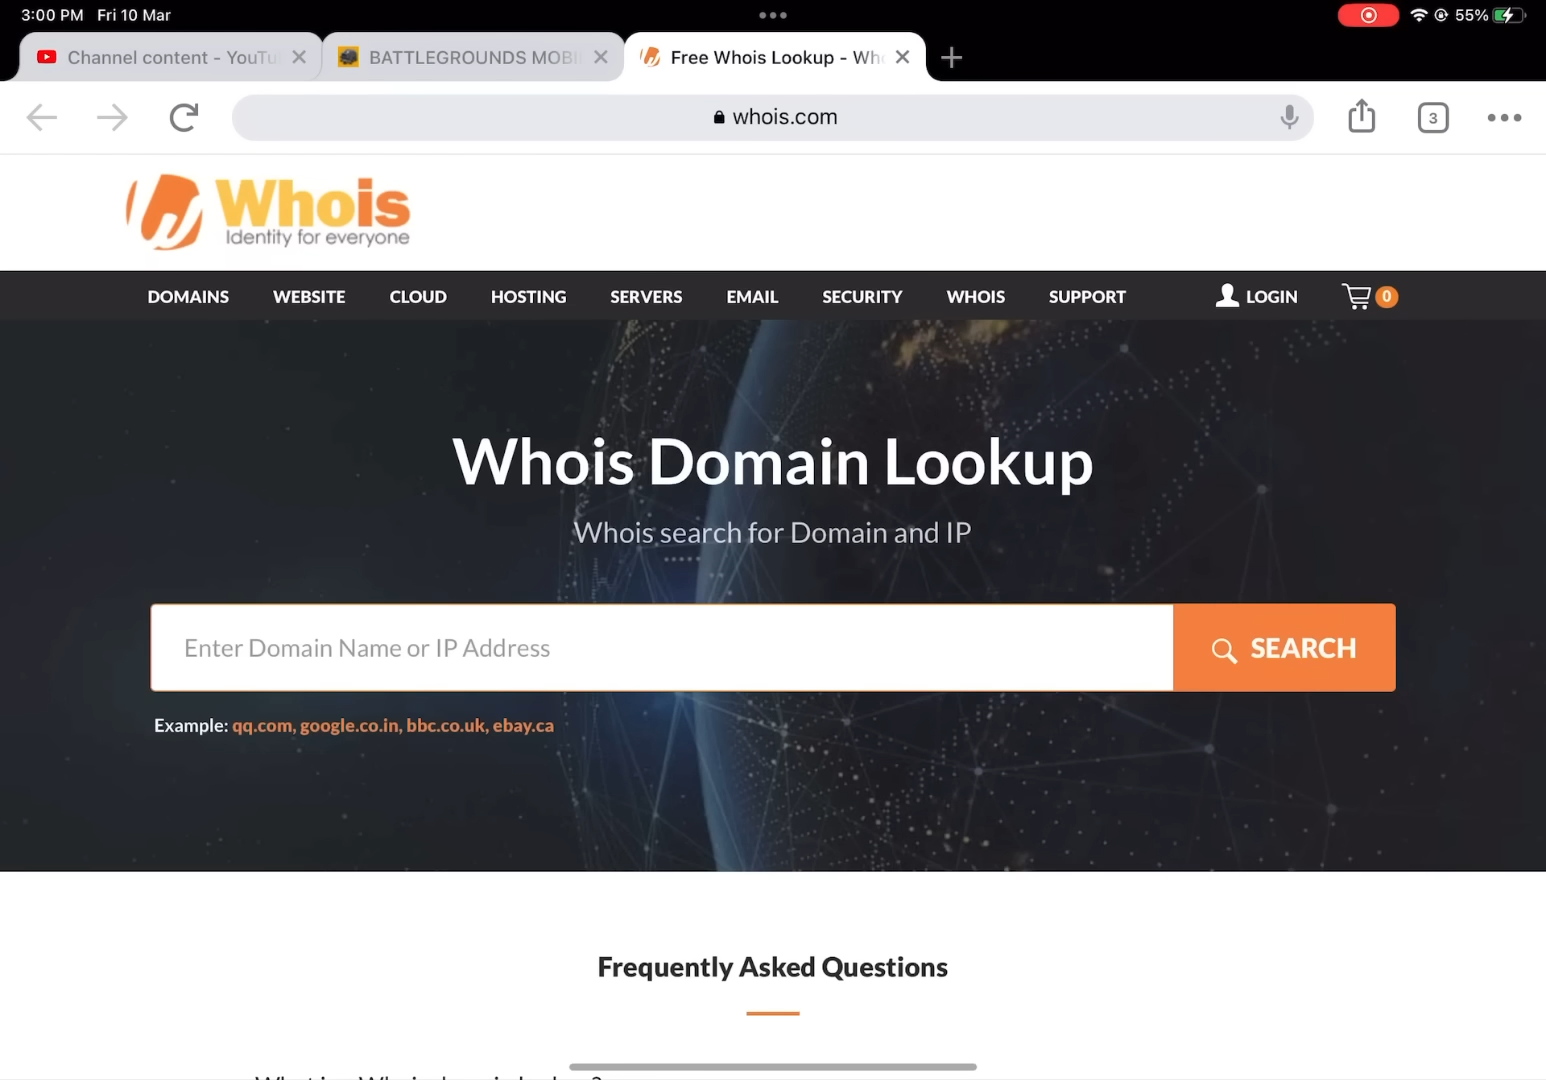 3:00 PM Fri 10 Mar
55%
Channel content - YouTu
BATTLEGROUNDS MOBI
Free Whois Lookup - Who
whois.com
3
Whois
Identity for everyone
DOMAINS WEBSITE CLOUD HOSTING SERVERS EMAIL SECURITY WHOIS SUPPORT LOGIN 0
Whois Domain Lookup
Whois search for Domain and IP
Enter Domain Name or IP Address
SEARCH
Example: qq.com, google.co.in, bbc.co.uk, ebay.ca
Frequently Asked Questions